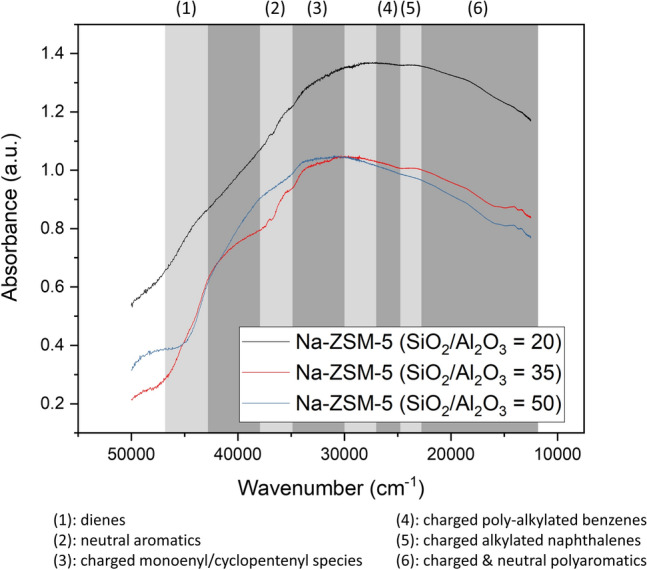 (1) (2) (3) (4) (5) (6)
1.4
1.2
1.0
0.8
0.6
0.4
0.2
Absorbance (a.u.)
Na-ZSM-5 (SiO₂/Al₂O₃ = 20)
Na-ZSM-5 (SiO₂/Al₂O₃ = 35)
Na-ZSM-5 (SiO₂/Al₂O₃ = 50)
50000 40000 30000 20000 10000
Wavenumber (cm⁻¹)
(1): dienes
(2): neutral aromatics
(3): charged monoenyl/cyclopentenyl species
(4): charged poly-alkylated benzenes
(5): charged alkylated naphthalenes
(6): charged & neutral polyaromatics